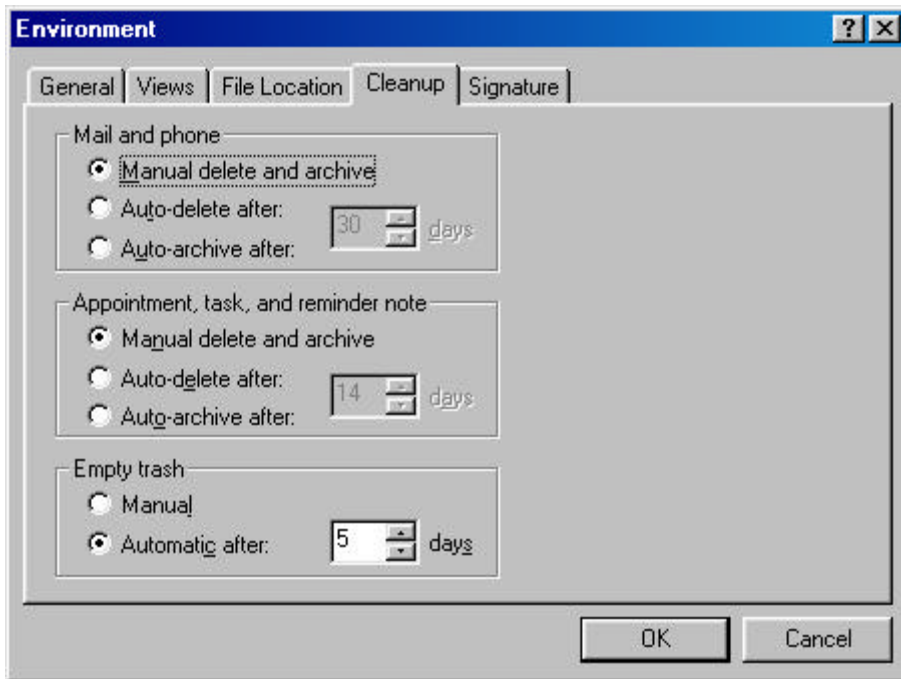 Environment
General Views File Location Cleanup Signature
Mail and phone
Manual delete and archive
Auto-delete after:
30 days
Auto-archive after:
Appointment, task, and reminder note
Manual delete and archive
Auto-delete after:
14 days
Auto-archive after:
Empty trash
Manual
Automatic after: 5 days
OK Cancel